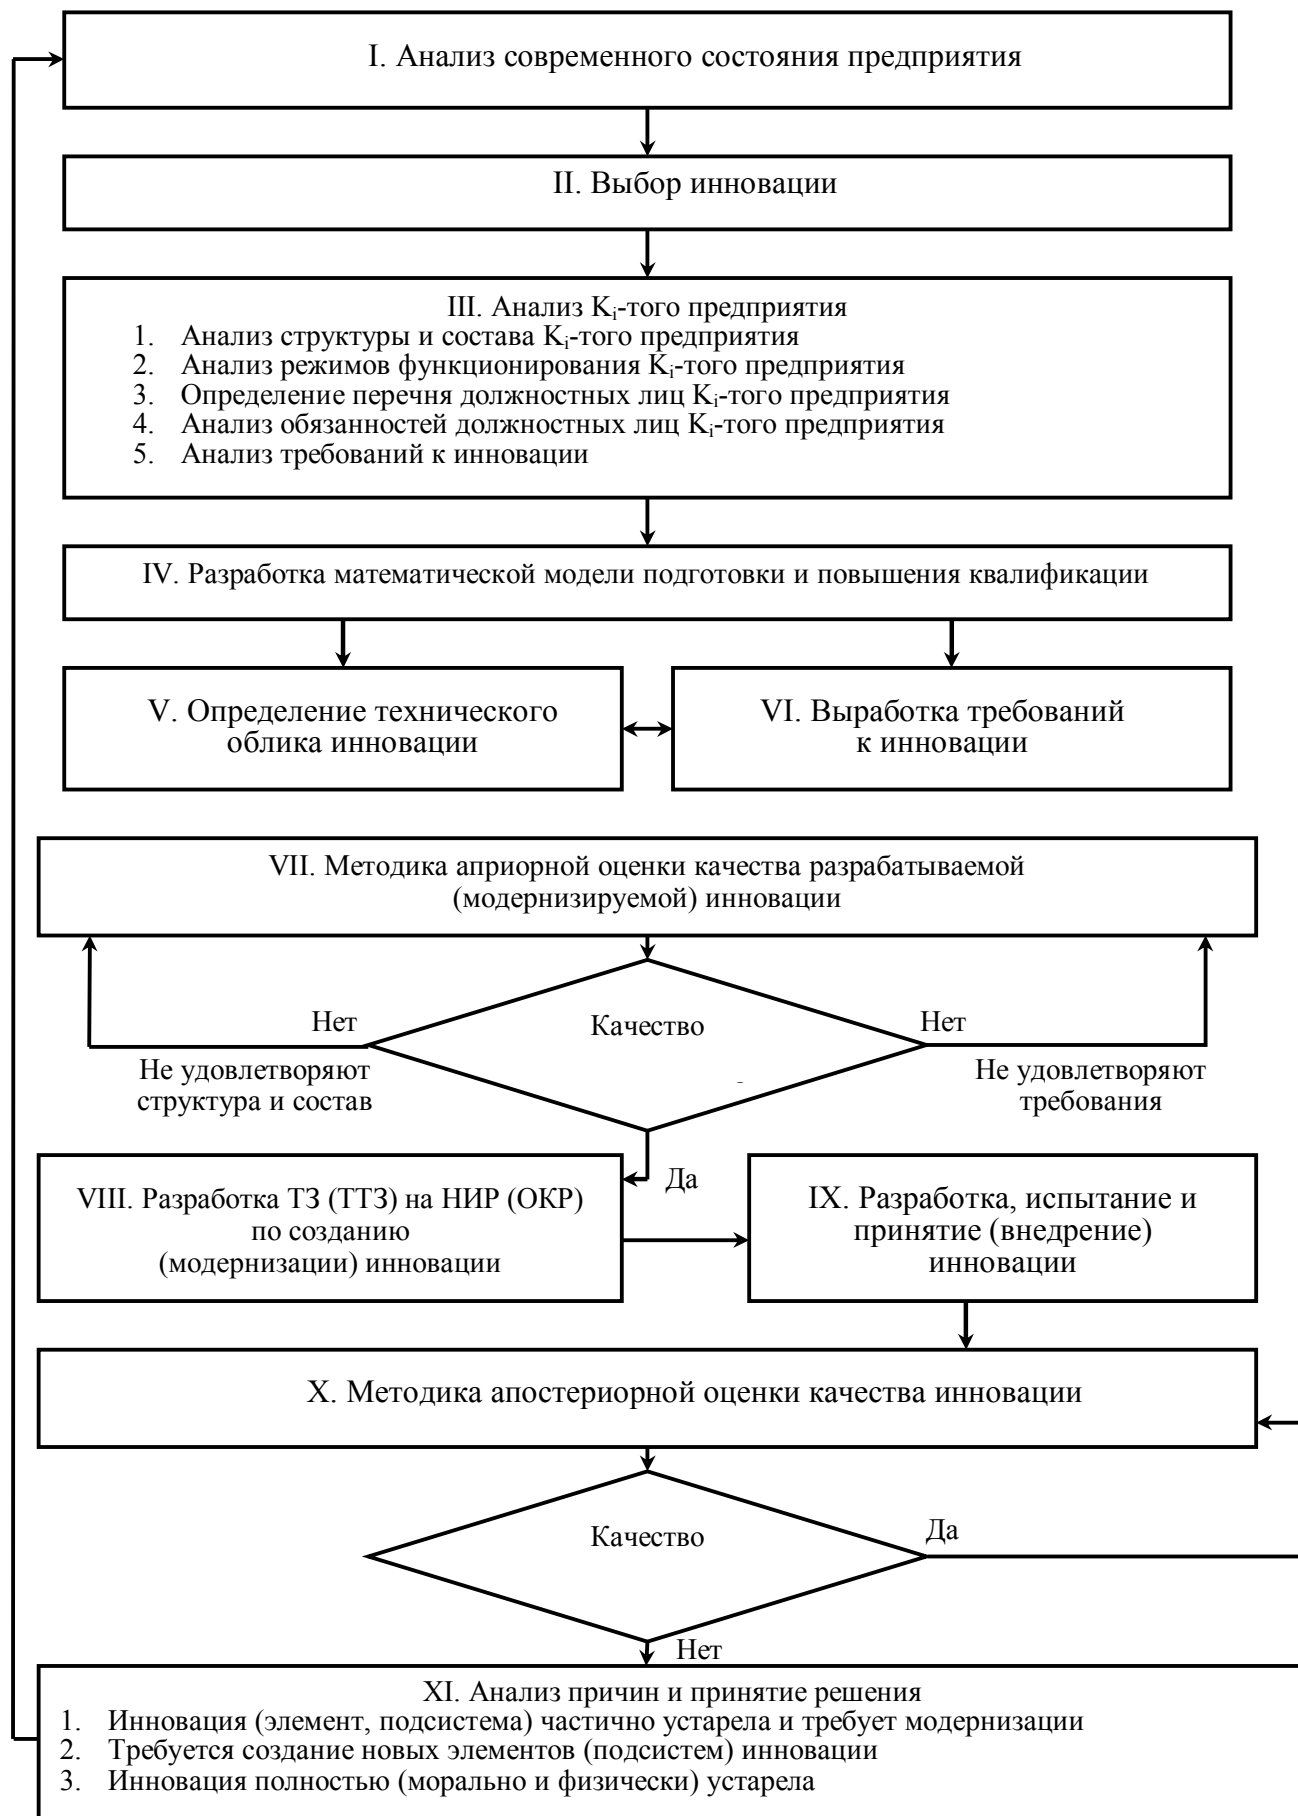 I. Анализ современного состояния предприятия
II. Выбор инновации
III. Анализ Ki-того предприятия
1. Анализ структуры и состава Ki-того предприятия
2. Анализ режимов функционирования Ki-того предприятия
3. Определение перечня должностных лиц Ki-того предприятия
4. Анализ обязанностей должностных лиц Ki-того предприятия
5. Анализ требований к инновации
IV. Разработка математической модели подготовки и повышения квалификации
V. Определение технического
облика инновации
VI. Выработка требований
к инновации
VII. Методика априорной оценки качества разрабатываемой
(модернизируемой) инновации
Нет
Качество
Нет
Не удовлетворяют
структура и состав
Не удовлетворяют
требования
Да
VIII. Разработка ТЗ (ТТЗ) на НИР (ОКР)
по созданию
(модернизации) инновации
IX. Разработка, испытание и
принятие (внедрение)
инновации
X. Методика апостериорной оценки качества инновации
Качество
Да
Нет
XI. Анализ причин и принятие решения
1. Инновация (элемент, подсистема) частично устарела и требует модернизации
2. Требуется создание новых элементов (подсистем) инновации
3. Инновация полностью (морально и физически) устарела